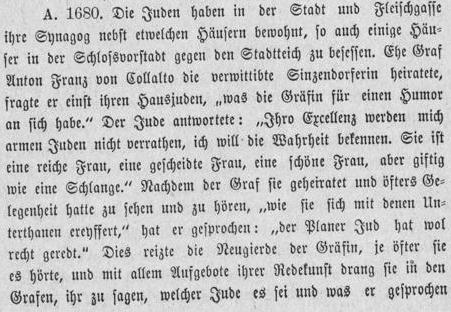 A. 1680. Die Juden haben in der Stadt und Fleischgasse
ihre Synagog nebst etwelchen Häusern bewohnt, so auch einige Häu-
ser in der Schlosvorstadt gegen den Stadtteich zu besessen. Ehe Graf
Anton Franz von Collalto die verwittibte Sinzendorferin heiratete,
fragte er einst ihren Hausjuden, „was die Gräfin für einen Humor
an sich habe.“ Der Jude antwortete: „Ihro Excellenz werden mich
armen Juden nicht verrathen, ich will die Wahrheit bekennen. Sie ist
eine reiche Frau, eine gescheidte Frau, eine schöne Frau, aber giftig
wie eine Schlange.“ Nachdem der Graf sie geheiratet und öfters Ge-
legenheit hatte zu sehen und zu hören, „wie sie sich mit denen Un-
terthanen ereyffert,“ hat er gesprochen: „der Planer Jud hat wol
recht geredt.“ Dies reizte die Neugierde der Gräfin, je öfter sie
es hörte, und mit allem Aufgebote ihrer Redekunst drang sie in den
Grafen, ihr zu sagen, welcher Jude es sei und was er gesprochen